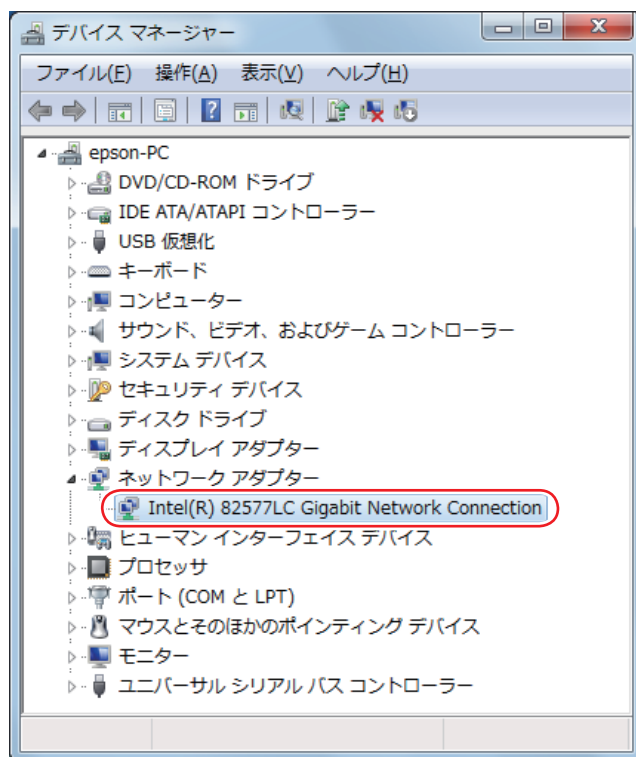 デバイス マネージャー
ファイル(F) 操作(A) 表示(V) ヘルプ(H)
epson-PC
DVD/CD-ROM ドライブ
IDE ATA/ATAPI コントローラー
USB 仮想化
キーボード
コンピューター
サウンド、ビデオ、およびゲーム コントローラー
システム デバイス
セキュリティ デバイス
ディスク ドライブ
ディスプレイ アダプター
ネットワーク アダプター
Intel(R) 82577LC Gigabit Network Connection
ヒューマン インターフェイス デバイス
プロセッサ
ポート (COM と LPT)
マウスとそのほかのポインティング デバイス
モニター
ユニバーサル シリアル バス コントローラー